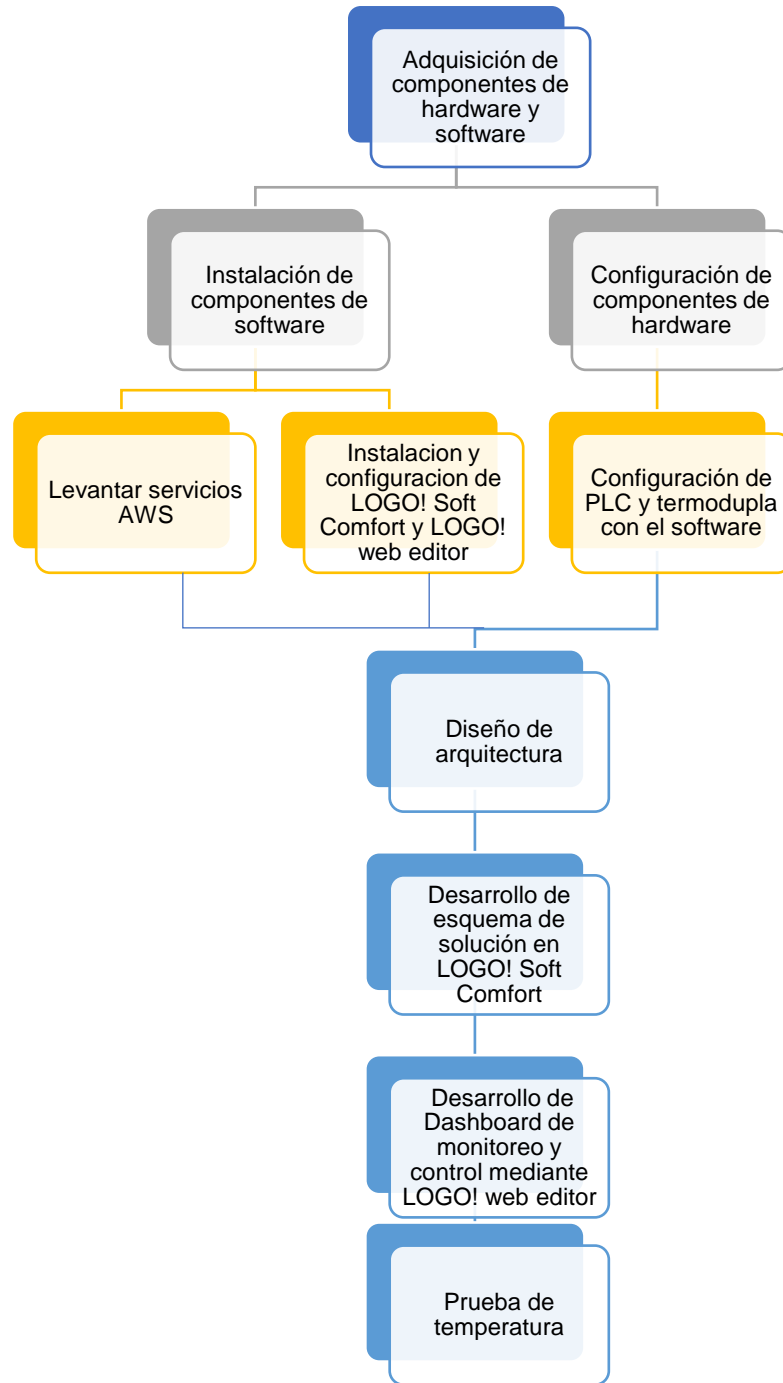 Adquisición de
componentes de
hardware y
software
Instalación de
componentes de
software
Configuración de
componentes de
hardware
Levantar servicios
AWS
Instalacion y
configuracion de
LOGO! Soft
Comfort y LOGO!
web editor
Configuración de
PLC y termodupla
con el software
Diseño de
arquitectura
Desarrollo de
esquema de
solución en
LOGO! Soft
Comfort
Desarrollo de
Dashboard de
monitoreo y
control mediante
LOGO! web editor
Prueba de
temperatura